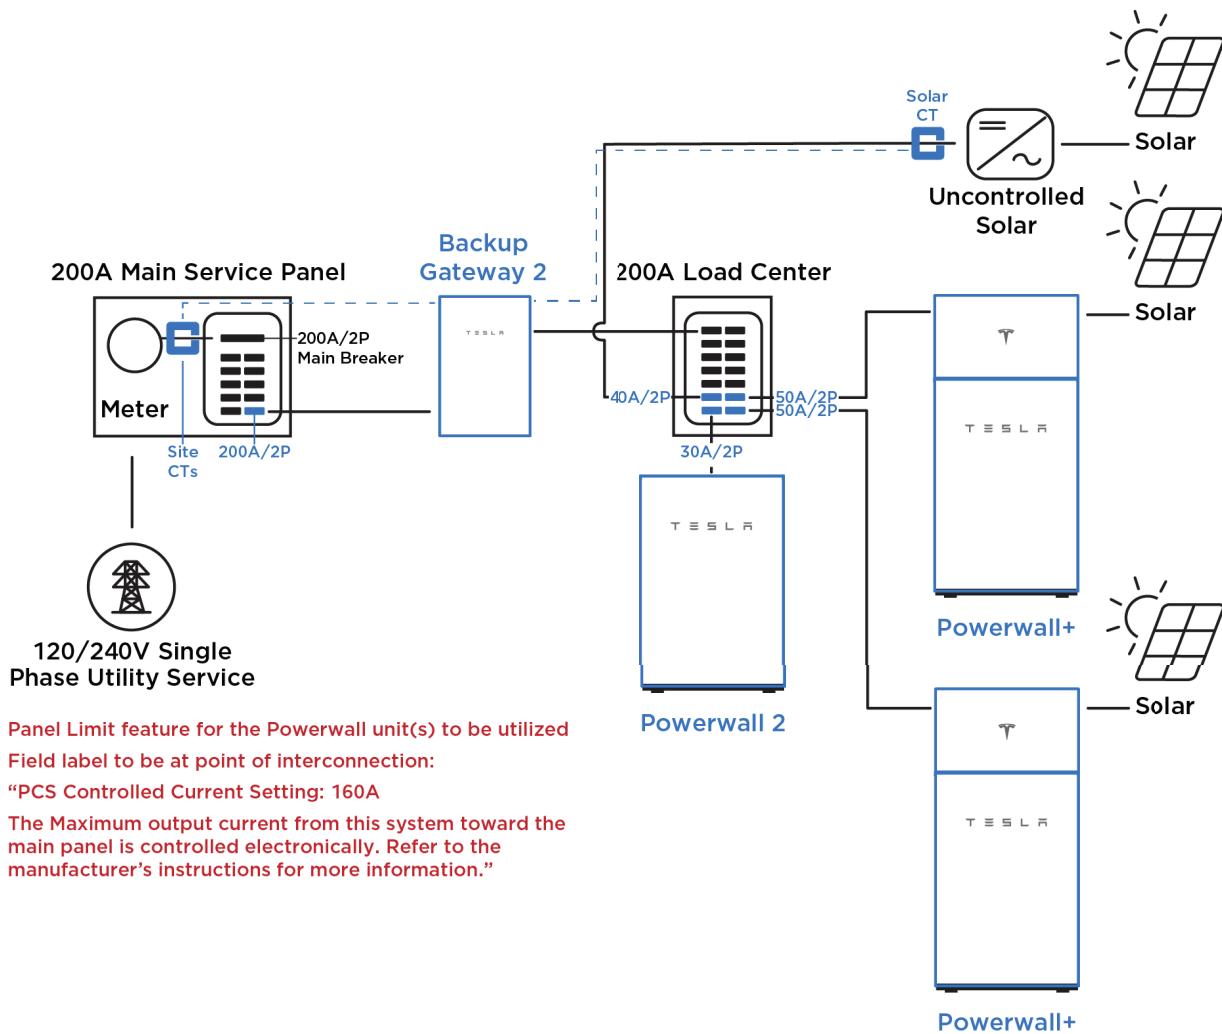 Solar
CT
Solar
Uncontrolled
Solar
Backup
Gateway 2
200A Main Service Panel
200A Load Center
Solar
TESLA
200A/2P
Main Breaker
Meter
40A/2P
50A/2P
50A/2P
TESLA
Site
CTs
200A/2P
30A/2P
TESLA
Powerwall+
120/240V Single
Phase Utility Service
Solar
Powerwall 2
Panel Limit feature for the Powerwall unit(s) to be utilized
Field label to be at point of interconnection:
“PCS Controlled Current Setting: 160A
The Maximum output current from this system toward the
main panel is controlled electronically. Refer to the
manufacturer’s instructions for more information.”
TESLA
Powerwall+